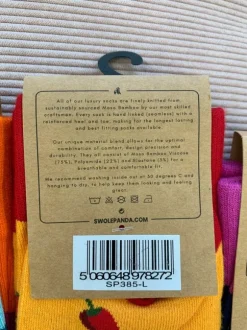 All of our luxury socks are finely knitted from
sustainably sourced Moso Bamboo by our most skilled
craftsmen. Every sock is hand linked (seamless) with a
reinforced heel and toe, making for the longest lasting
and best fitting socks available.
Our unique material blend allows for the optimal
combination of comfort, design precision and
durability. They all consist of Moso Bamboo Viscose
(75%), Polyamide (22%) and Elastane (3%) for a
breathable and comfortable fit.
We recommend washing inside out at 30 degrees C and
hanging to dry, to help keep them looking and feeling
great!
SWOLEPANDA.COM
5060648978272
SP385-L